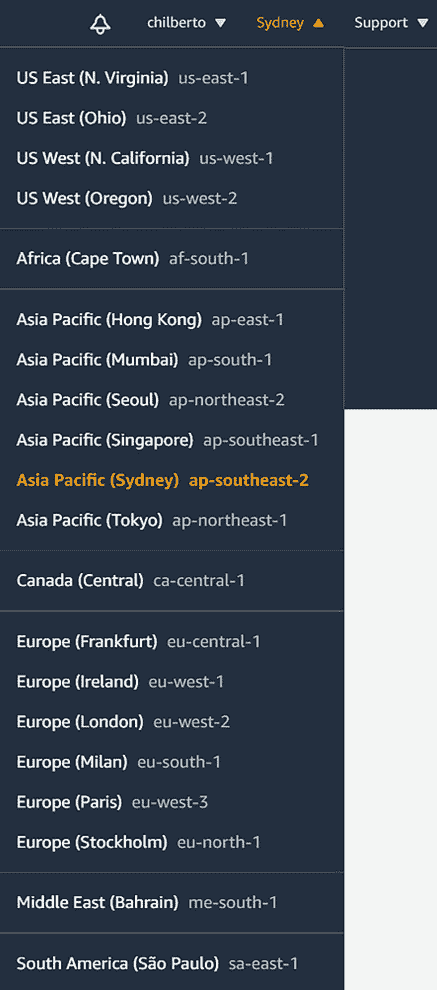 chilberto Sydney Support
US East (N. Virginia) us-east-1
US East (Ohio) us-east-2
US West (N. California) us-west-1
US West (Oregon) us-west-2
Africa (Cape Town) af-south-1
Asia Pacific (Hong Kong) ap-east-1
Asia Pacific (Mumbai) ap-south-1
Asia Pacific (Seoul) ap-northeast-2
Asia Pacific (Singapore) ap-southeast-1
Asia Pacific (Sydney) ap-southeast-2
Asia Pacific (Tokyo) ap-northeast-1
Canada (Central) ca-central-1
Europe (Frankfurt) eu-central-1
Europe (Ireland) eu-west-1
Europe (London) eu-west-2
Europe (Milan) eu-south-1
Europe (Paris) eu-west-3
Europe (Stockholm) eu-north-1
Middle East (Bahrain) me-south-1
South America (São Paulo) sa-east-1